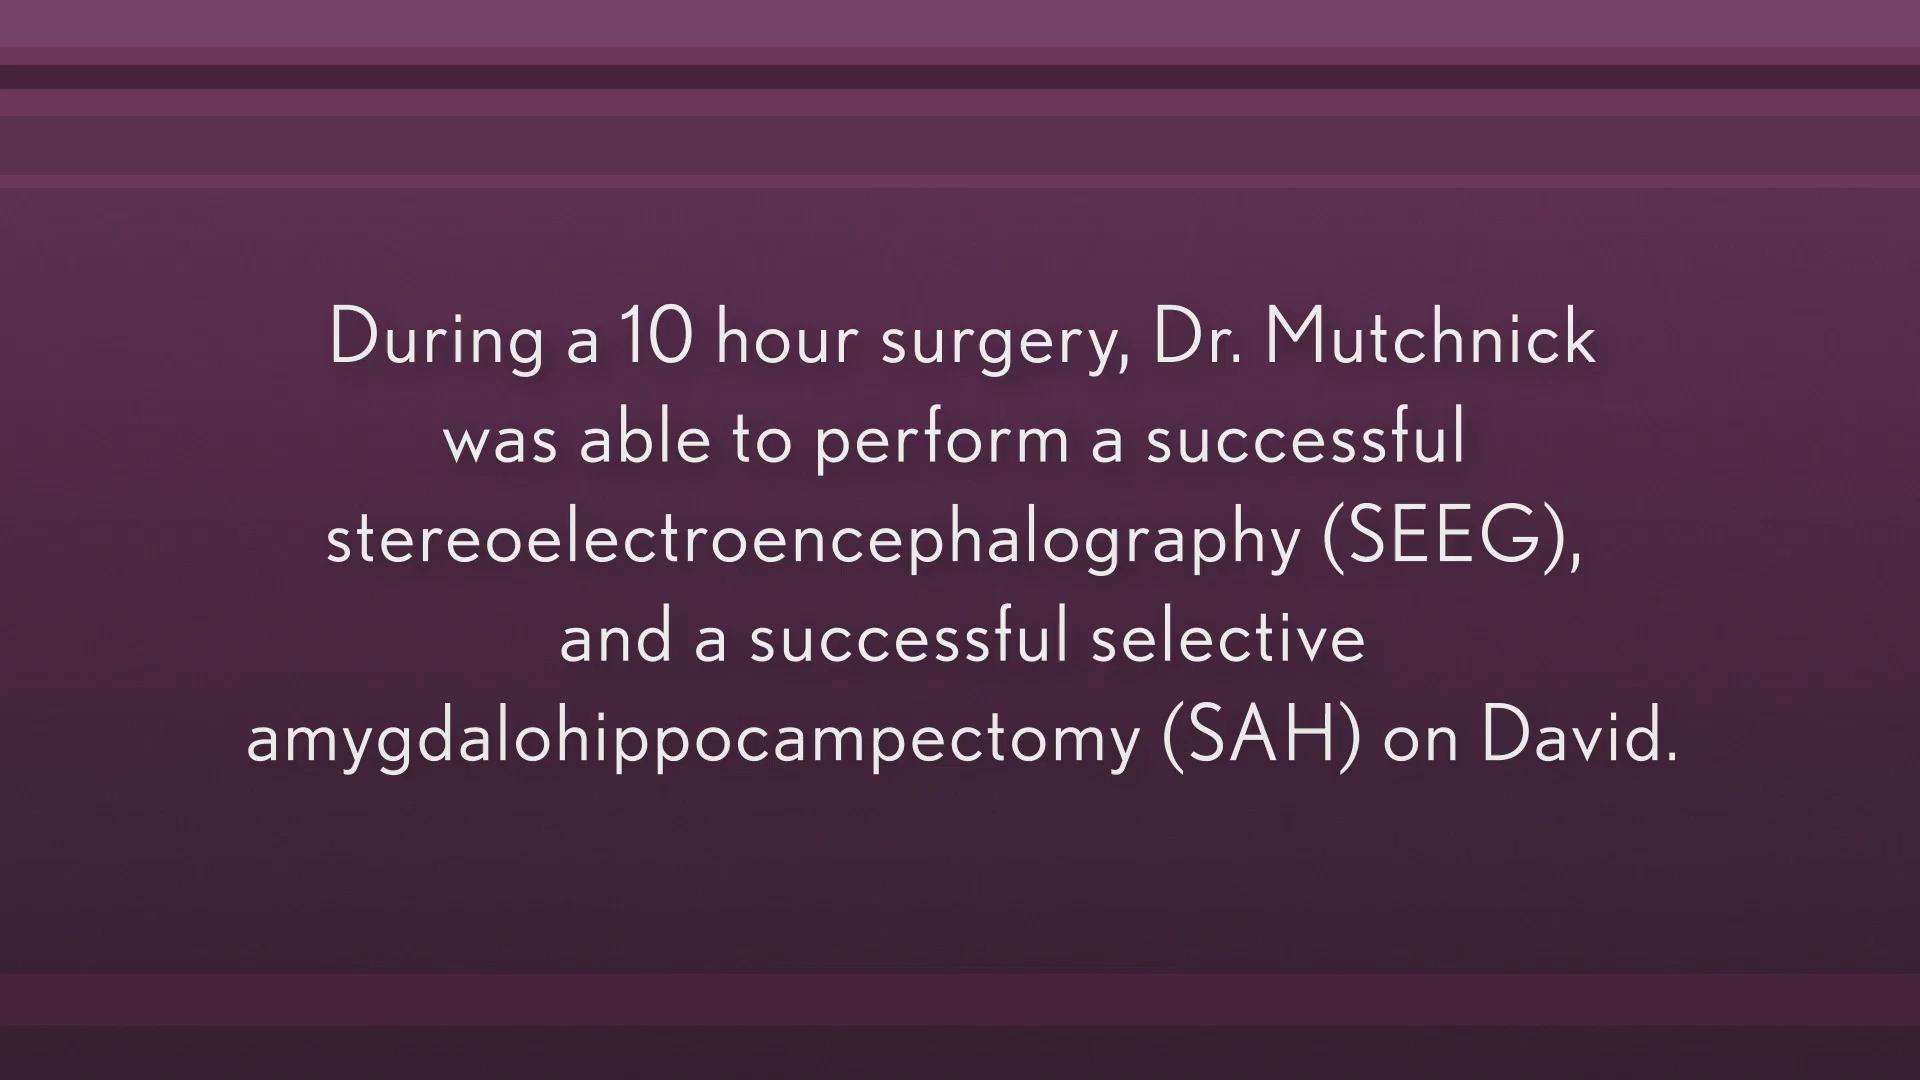 During a 10 hour surgery, Dr. Mutchnick
was able to perform a successful
stereoelectroencephalography (SEEG),
and a successful selective
amygdalohippocampectomy (SAH) on David.